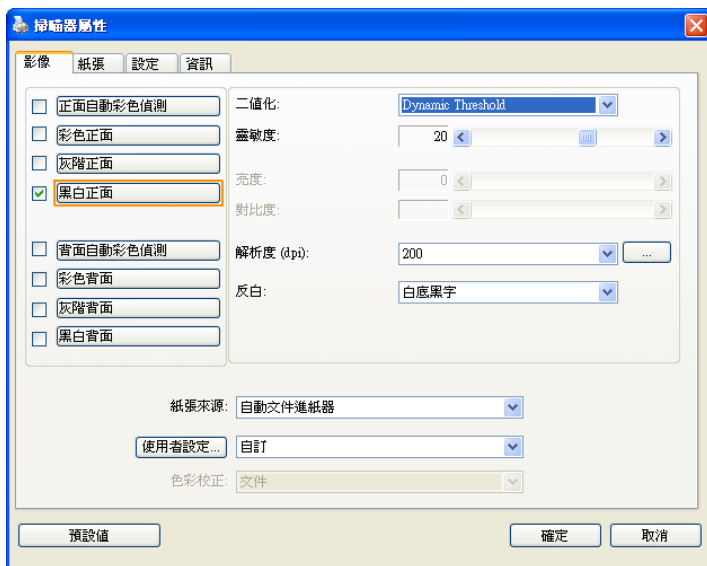 掃瞄器屬性
影像 紙張 設定 資訊
正面自動彩色偵測
彩色正面
灰階正面
黑白正面
背面自動彩色偵測
彩色背面
灰階背面
黑白背面
二值化: Dynamic Threshold
靈敏度: 20
亮度: 0
對比度:
解析度 (dpi): 200 ...
反白: 白底黑字
紙張來源: 自動文件進紙器
使用者設定... 自訂
色彩校正: 文件
預設值 確定 取消